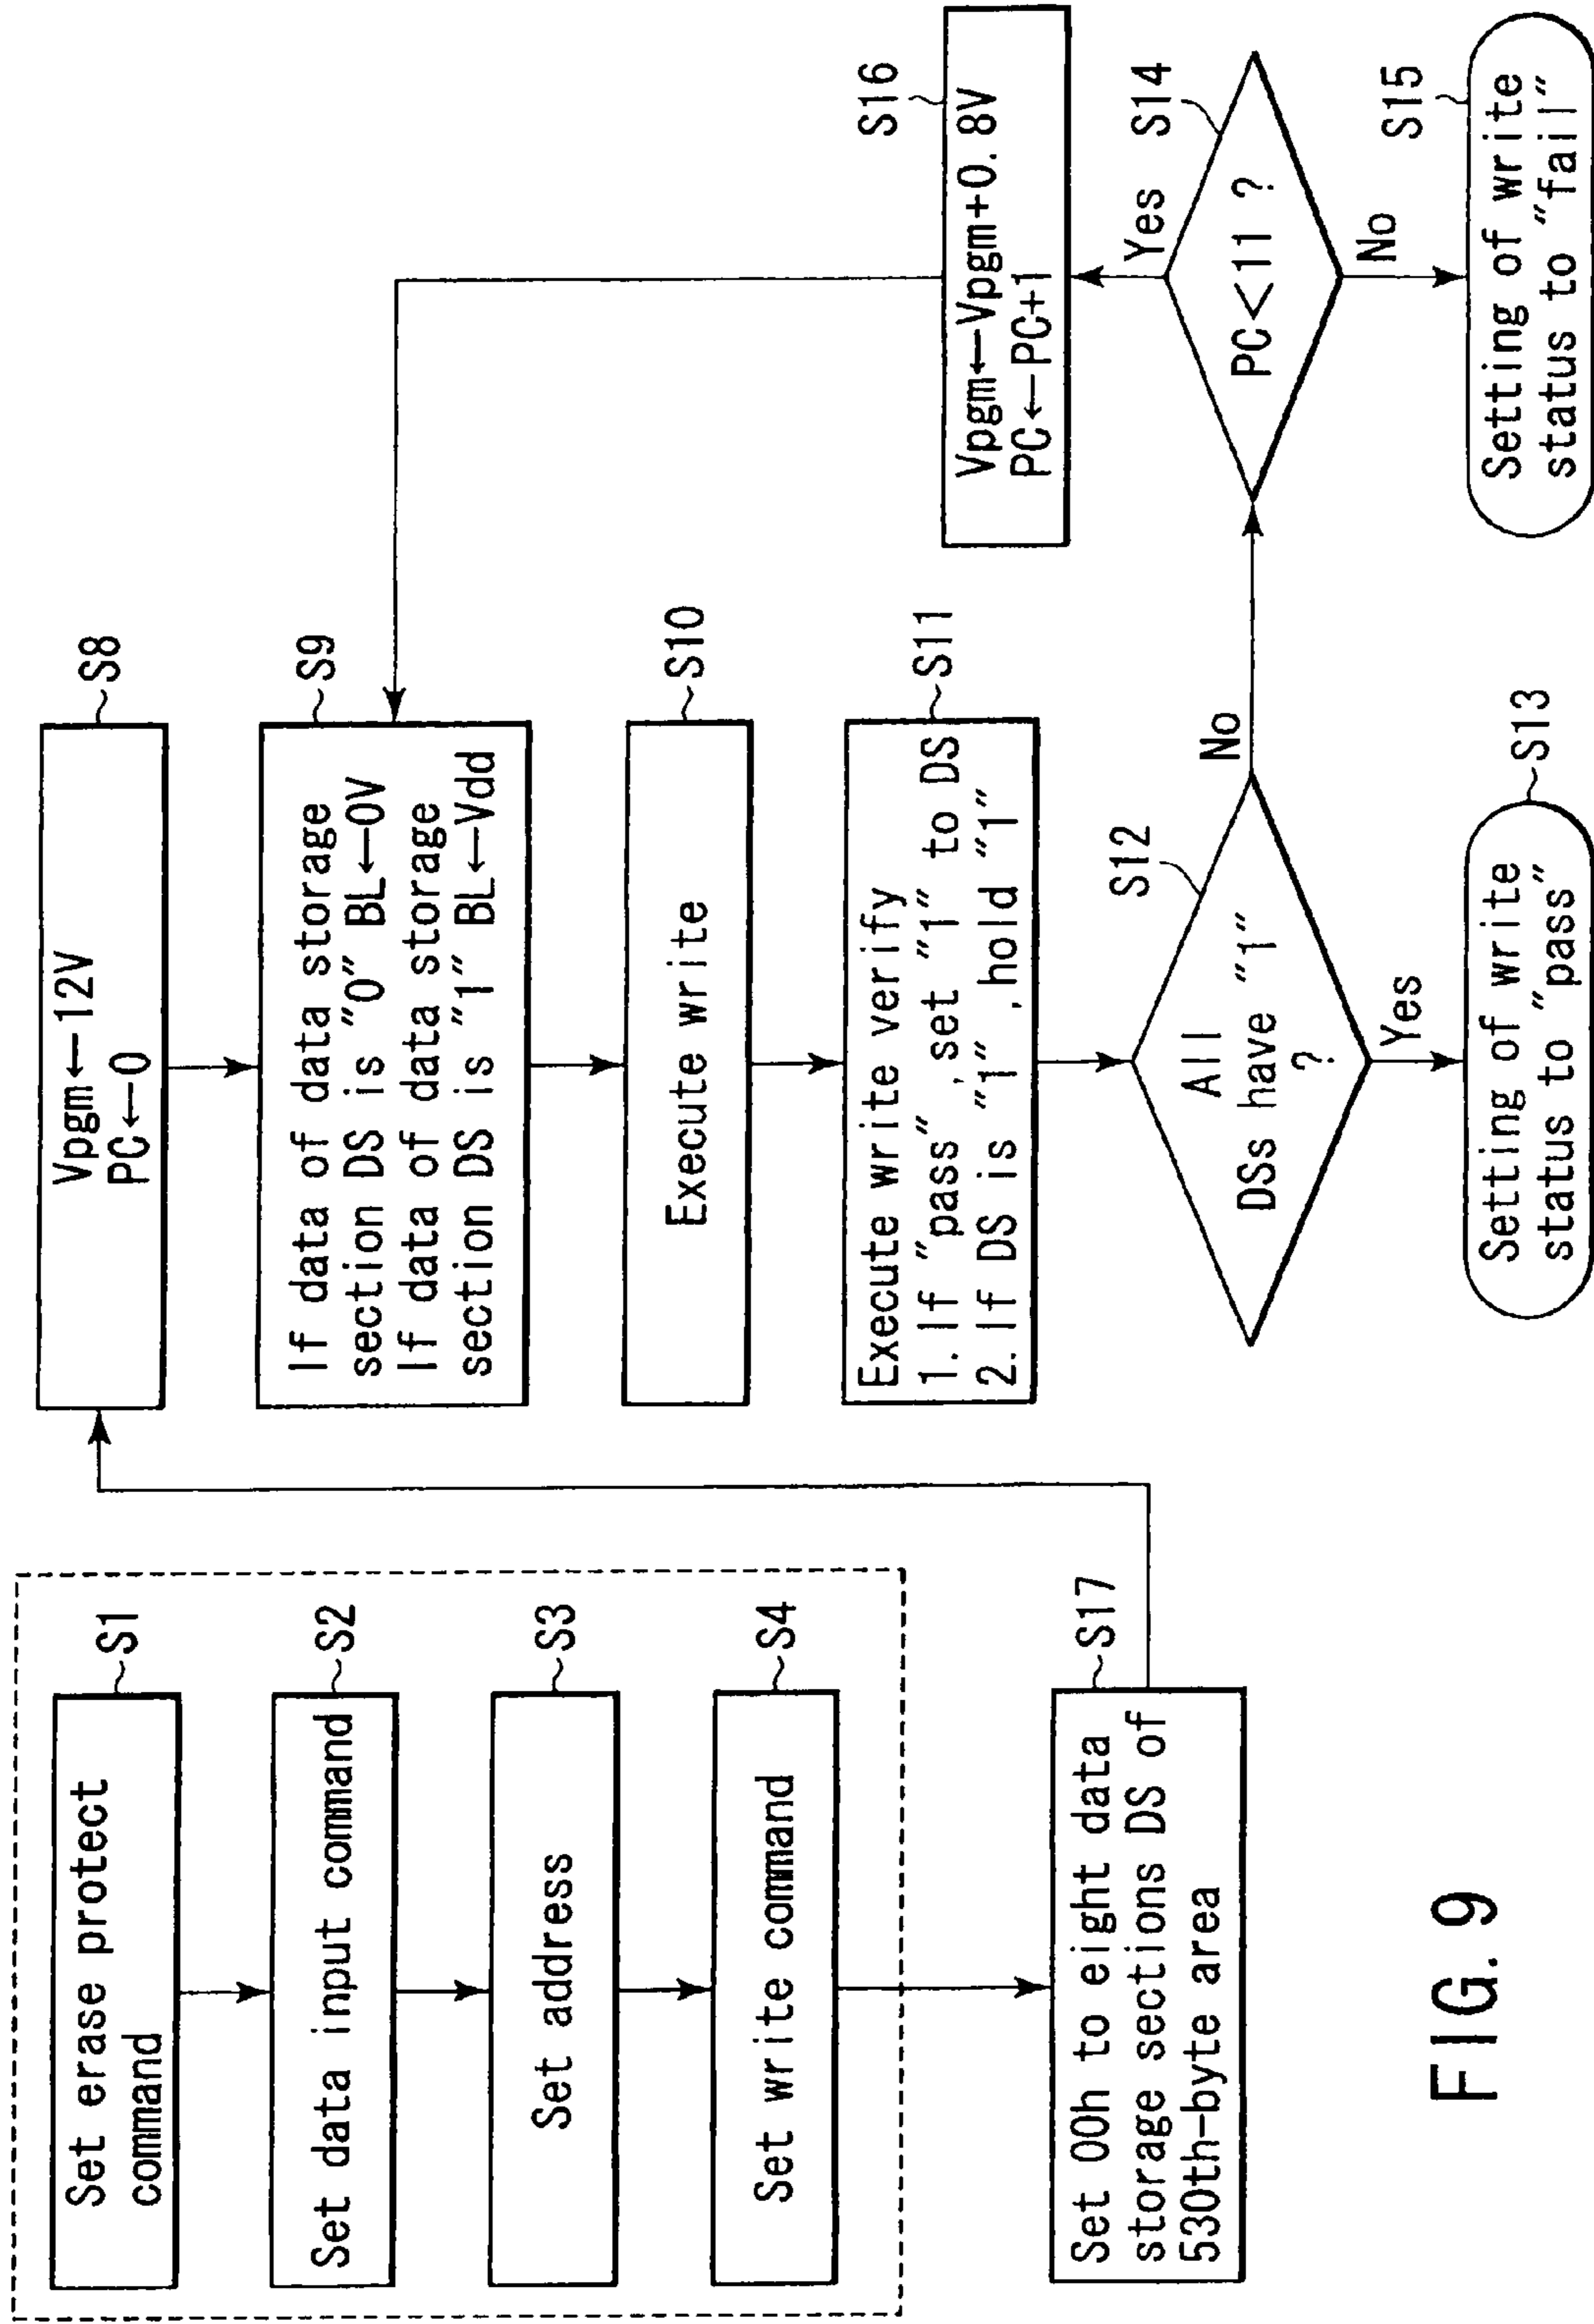 S1
Set erase protect
command
S2
Set data input command
S3
Set address
S4
Set write command
S17
Set 00h to eight data
storage sections DS of
530th-byte area
S8
Vpgm←12V
PC←0
S9
If data of data storage
section DS is "0" BL←0V
If data of data storage
section DS is "1" BL←Vdd
S10
Execute write
S11
Execute write verify
1. If "pass", set "1" to DS
2. If DS is "1", hold "1"
S12
All
DSs have "1"
?
No
Yes
S13
Setting of write
status to "pass"
S16
Vpgm←Vpgm+0.8V
PC←PC+1
Yes
S14
PC<11 ?
No
S15
Setting of write
status to "fail"
FIG. 9